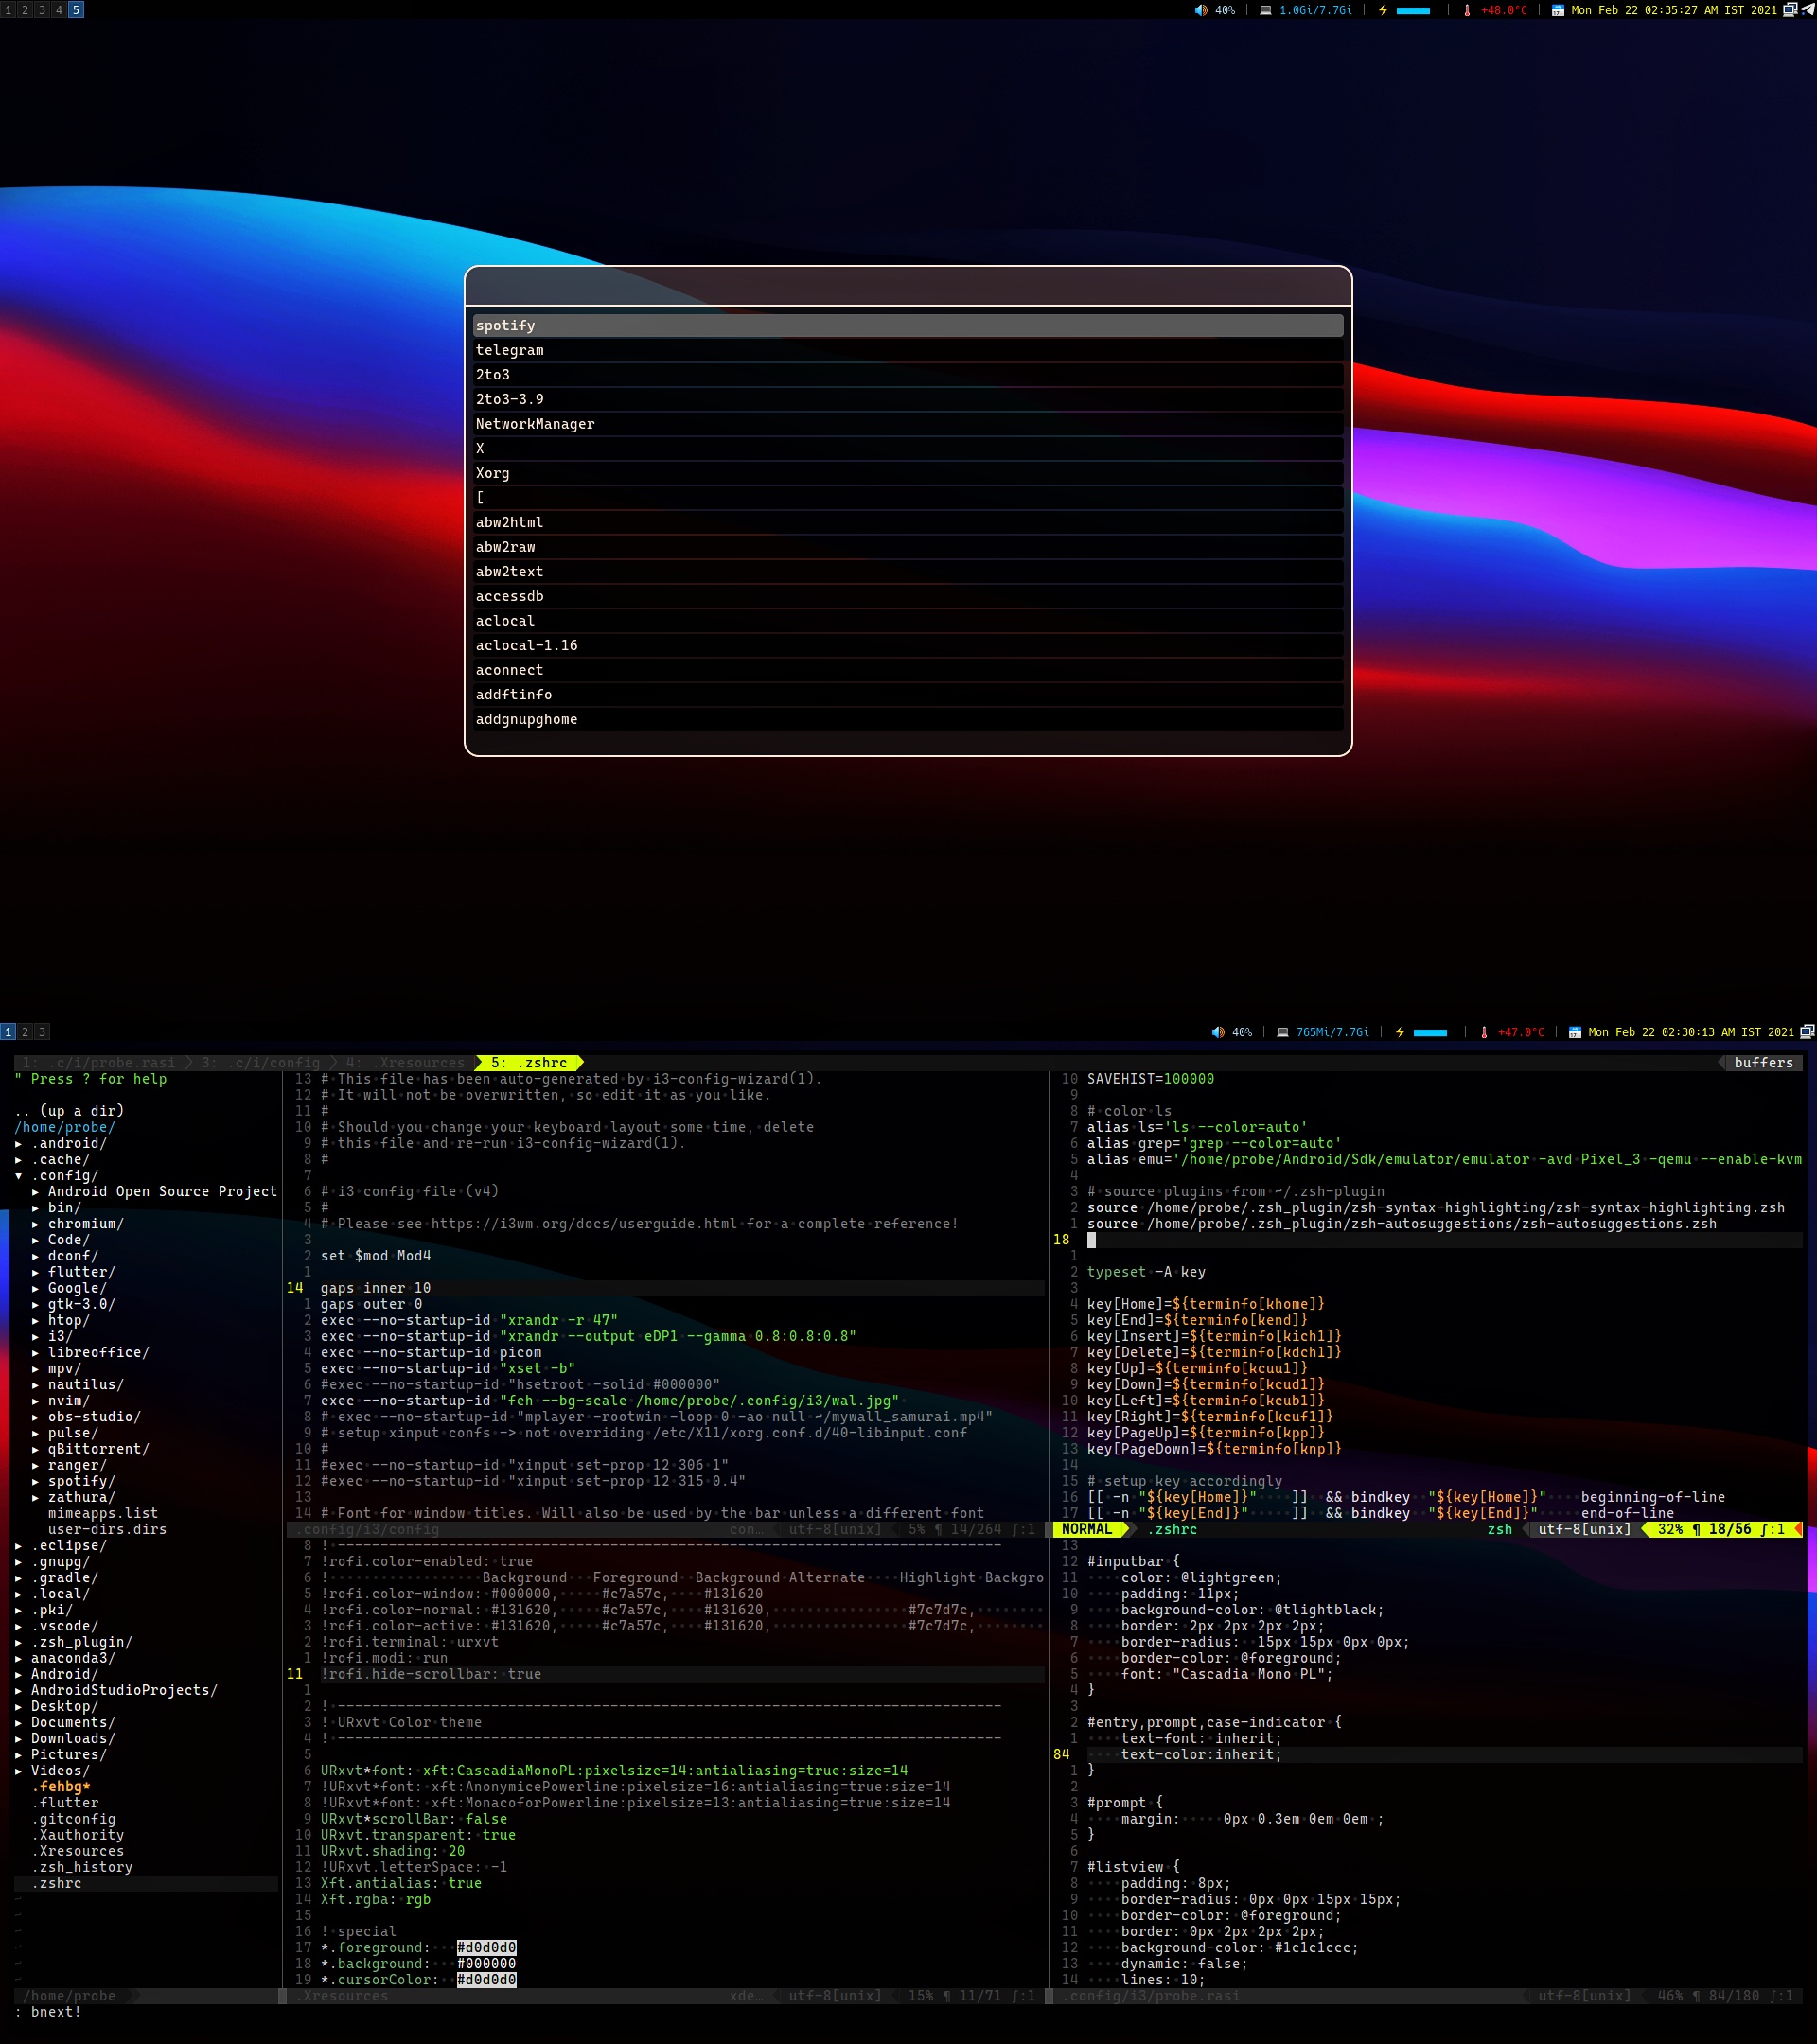 1 2 3 4 5
40% | 1.0Gi/7.7Gi | | +48.0°C | Mon Feb 22 02:35:27 AM IST 2021
spotify
telegram
2to3
2to3-3.9
NetworkManager
X
Xorg
[
abw2html
abw2raw
abw2text
accessdb
aclocal
aclocal-1.16
aconnect
addftinfo
addgnupghome
1 2 3
40% | 765Mi/7.7Gi | | +47.0°C | Mon Feb 22 02:30:13 AM IST 2021
1: .c/i/probe.rasi 3: .c/i/config 4: .Xresources 5: .zshrc
buffers
" Press ? for help
.. (up a dir)
/home/probe/
▸ .android/
▸ .cache/
▾ .config/
▸ Android Open Source Project
▸ bin/
▸ chromium/
▸ Code/
▸ dconf/
▸ flutter/
▸ Google/
▸ gtk-3.0/
▸ htop/
▸ i3/
▸ libreoffice/
▸ mpv/
▸ nautilus/
▸ nvim/
▸ obs-studio/
▸ pulse/
▸ qBittorrent/
▸ ranger/
▸ spotify/
▸ zathura/
mimeapps.list
user-dirs.dirs
▸ .eclipse/
▸ .gnupg/
▸ .gradle/
▸ .local/
▸ .pki/
▸ .vscode/
▸ .zsh_plugin/
▸ anaconda3/
▸ Android/
▸ AndroidStudioProjects/
▸ Desktop/
▸ Documents/
▸ Downloads/
▸ Pictures/
▸ Videos/
.fehbg*
.flutter
.gitconfig
.Xauthority
.Xresources
.zsh_history
.zshrc
~
~
~
~
~
~
/home/probe
13 # This file has been auto-generated by i3-config-wizard(1).
12 # It will not be overwritten, so edit it as you like.
11 #
10 # Should you change your keyboard layout some time, delete
9 # this file and re-run i3-config-wizard(1).
8 #
7
6 # i3 config file (v4)
5 #
4 # Please see https://i3wm.org/docs/userguide.html for a complete reference!
3
2 set $mod Mod4
1
14 gaps inner 10
1 gaps outer 0
2 exec --no-startup-id "xrandr -r 47"
3 exec --no-startup-id "xrandr --output eDP1 --gamma 0.8:0.8:0.8"
4 exec --no-startup-id picom
5 exec --no-startup-id "xset -b"
6 #exec --no-startup-id "hsetroot -solid #000000"
7 exec --no-startup-id "feh --bg-scale /home/probe/.config/i3/wal.jpg"
8 # exec --no-startup-id "mplayer -rootwin -loop 0 -ao null ~/mywall_samurai.mp4"
9 # setup xinput confs -> not overriding /etc/X11/xorg.conf.d/40-libinput.conf
10 #
11 #exec --no-startup-id "xinput set-prop 12 306 1"
12 #exec --no-startup-id "xinput set-prop 12 315 0.4"
13
14 # Font for window titles. Will also be used by the bar unless a different font
.config/i3/config con… utf-8[unix] 5% ¶ 14/264 ∫:1
8 ! ------------------------------------------------------------------------------
7 !rofi.color-enabled: true
6 ! Background Foreground Background Alternate Highlight Backgro
5 !rofi.color-window: #000000, #c7a57c, #131620
4 !rofi.color-normal: #131620, #c7a57c, #131620, #7c7d7c,
3 !rofi.color-active: #131620, #c7a57c, #131620, #7c7d7c,
2 !rofi.terminal: urxvt
1 !rofi.modi: run
11 !rofi.hide-scrollbar: true
1
2 ! ------------------------------------------------------------------------------
3 ! URxvt Color theme
4 ! ------------------------------------------------------------------------------
5
6 URxvt*font: xft:CascadiaMonoPL:pixelsize=14:antialiasing=true:size=14
7 !URxvt*font: xft:AnonymicePowerline:pixelsize=16:antialiasing=true:size=14
8 !URxvt*font: xft:MonacoforPowerline:pixelsize=13:antialiasing=true:size=14
9 URxvt*scrollBar: false
10 URxvt.transparent: true
11 URxvt.shading: 20
12 !URxvt.letterSpace: -1
13 Xft.antialias: true
14 Xft.rgba: rgb
15
16 ! special
17 *.foreground: #d0d0d0
18 *.background: #000000
19 *.cursorColor: #d0d0d0
.Xresources xde… utf-8[unix] 15% ¶ 11/71 ∫:1
10 SAVEHIST=100000
9
8 # color ls
7 alias ls='ls --color=auto'
6 alias grep='grep --color=auto'
5 alias emu='/home/probe/Android/Sdk/emulator/emulator -avd Pixel_3 -qemu --enable-kvm
4
3 # source plugins from ~/.zsh-plugin
2 source /home/probe/.zsh_plugin/zsh-syntax-highlighting/zsh-syntax-highlighting.zsh
1 source /home/probe/.zsh_plugin/zsh-autosuggestions/zsh-autosuggestions.zsh
18
1
2 typeset -A key
3
4 key[Home]=${terminfo[khome]}
5 key[End]=${terminfo[kend]}
6 key[Insert]=${terminfo[kich1]}
7 key[Delete]=${terminfo[kdch1]}
8 key[Up]=${terminfo[kcuu1]}
9 key[Down]=${terminfo[kcud1]}
10 key[Left]=${terminfo[kcub1]}
11 key[Right]=${terminfo[kcuf1]}
12 key[PageUp]=${terminfo[kpp]}
13 key[PageDown]=${terminfo[knp]}
14
15 # setup key accordingly
16 [[ -n "${key[Home]}" ]] && bindkey "${key[Home]}" beginning-of-line
17 [[ -n "${key[End]}" ]] && bindkey "${key[End]}" end-of-line
NORMAL .zshrc zsh utf-8[unix] 32% ¶ 18/56 ∫:1
13
12 #inputbar {
11 color: @lightgreen;
10 padding: 11px;
9 background-color: @tlightblack;
8 border: 2px 2px 2px 2px;
7 border-radius: 15px 15px 0px 0px;
6 border-color: @foreground;
5 font: "Cascadia Mono PL";
4 }
3
2 #entry,prompt,case-indicator {
1 text-font: inherit;
84 text-color:inherit;
1 }
2
3 #prompt {
4 margin: 0px 0.3em 0em 0em ;
5 }
6
7 #listview {
8 padding: 8px;
9 border-radius: 0px 0px 15px 15px;
10 border-color: @foreground;
11 border: 0px 2px 2px 2px;
12 background-color: #1c1c1ccc;
13 dynamic: false;
14 lines: 10;
.config/i3/probe.rasi utf-8[unix] 46% ¶ 84/180 ∫:1
: bnext!